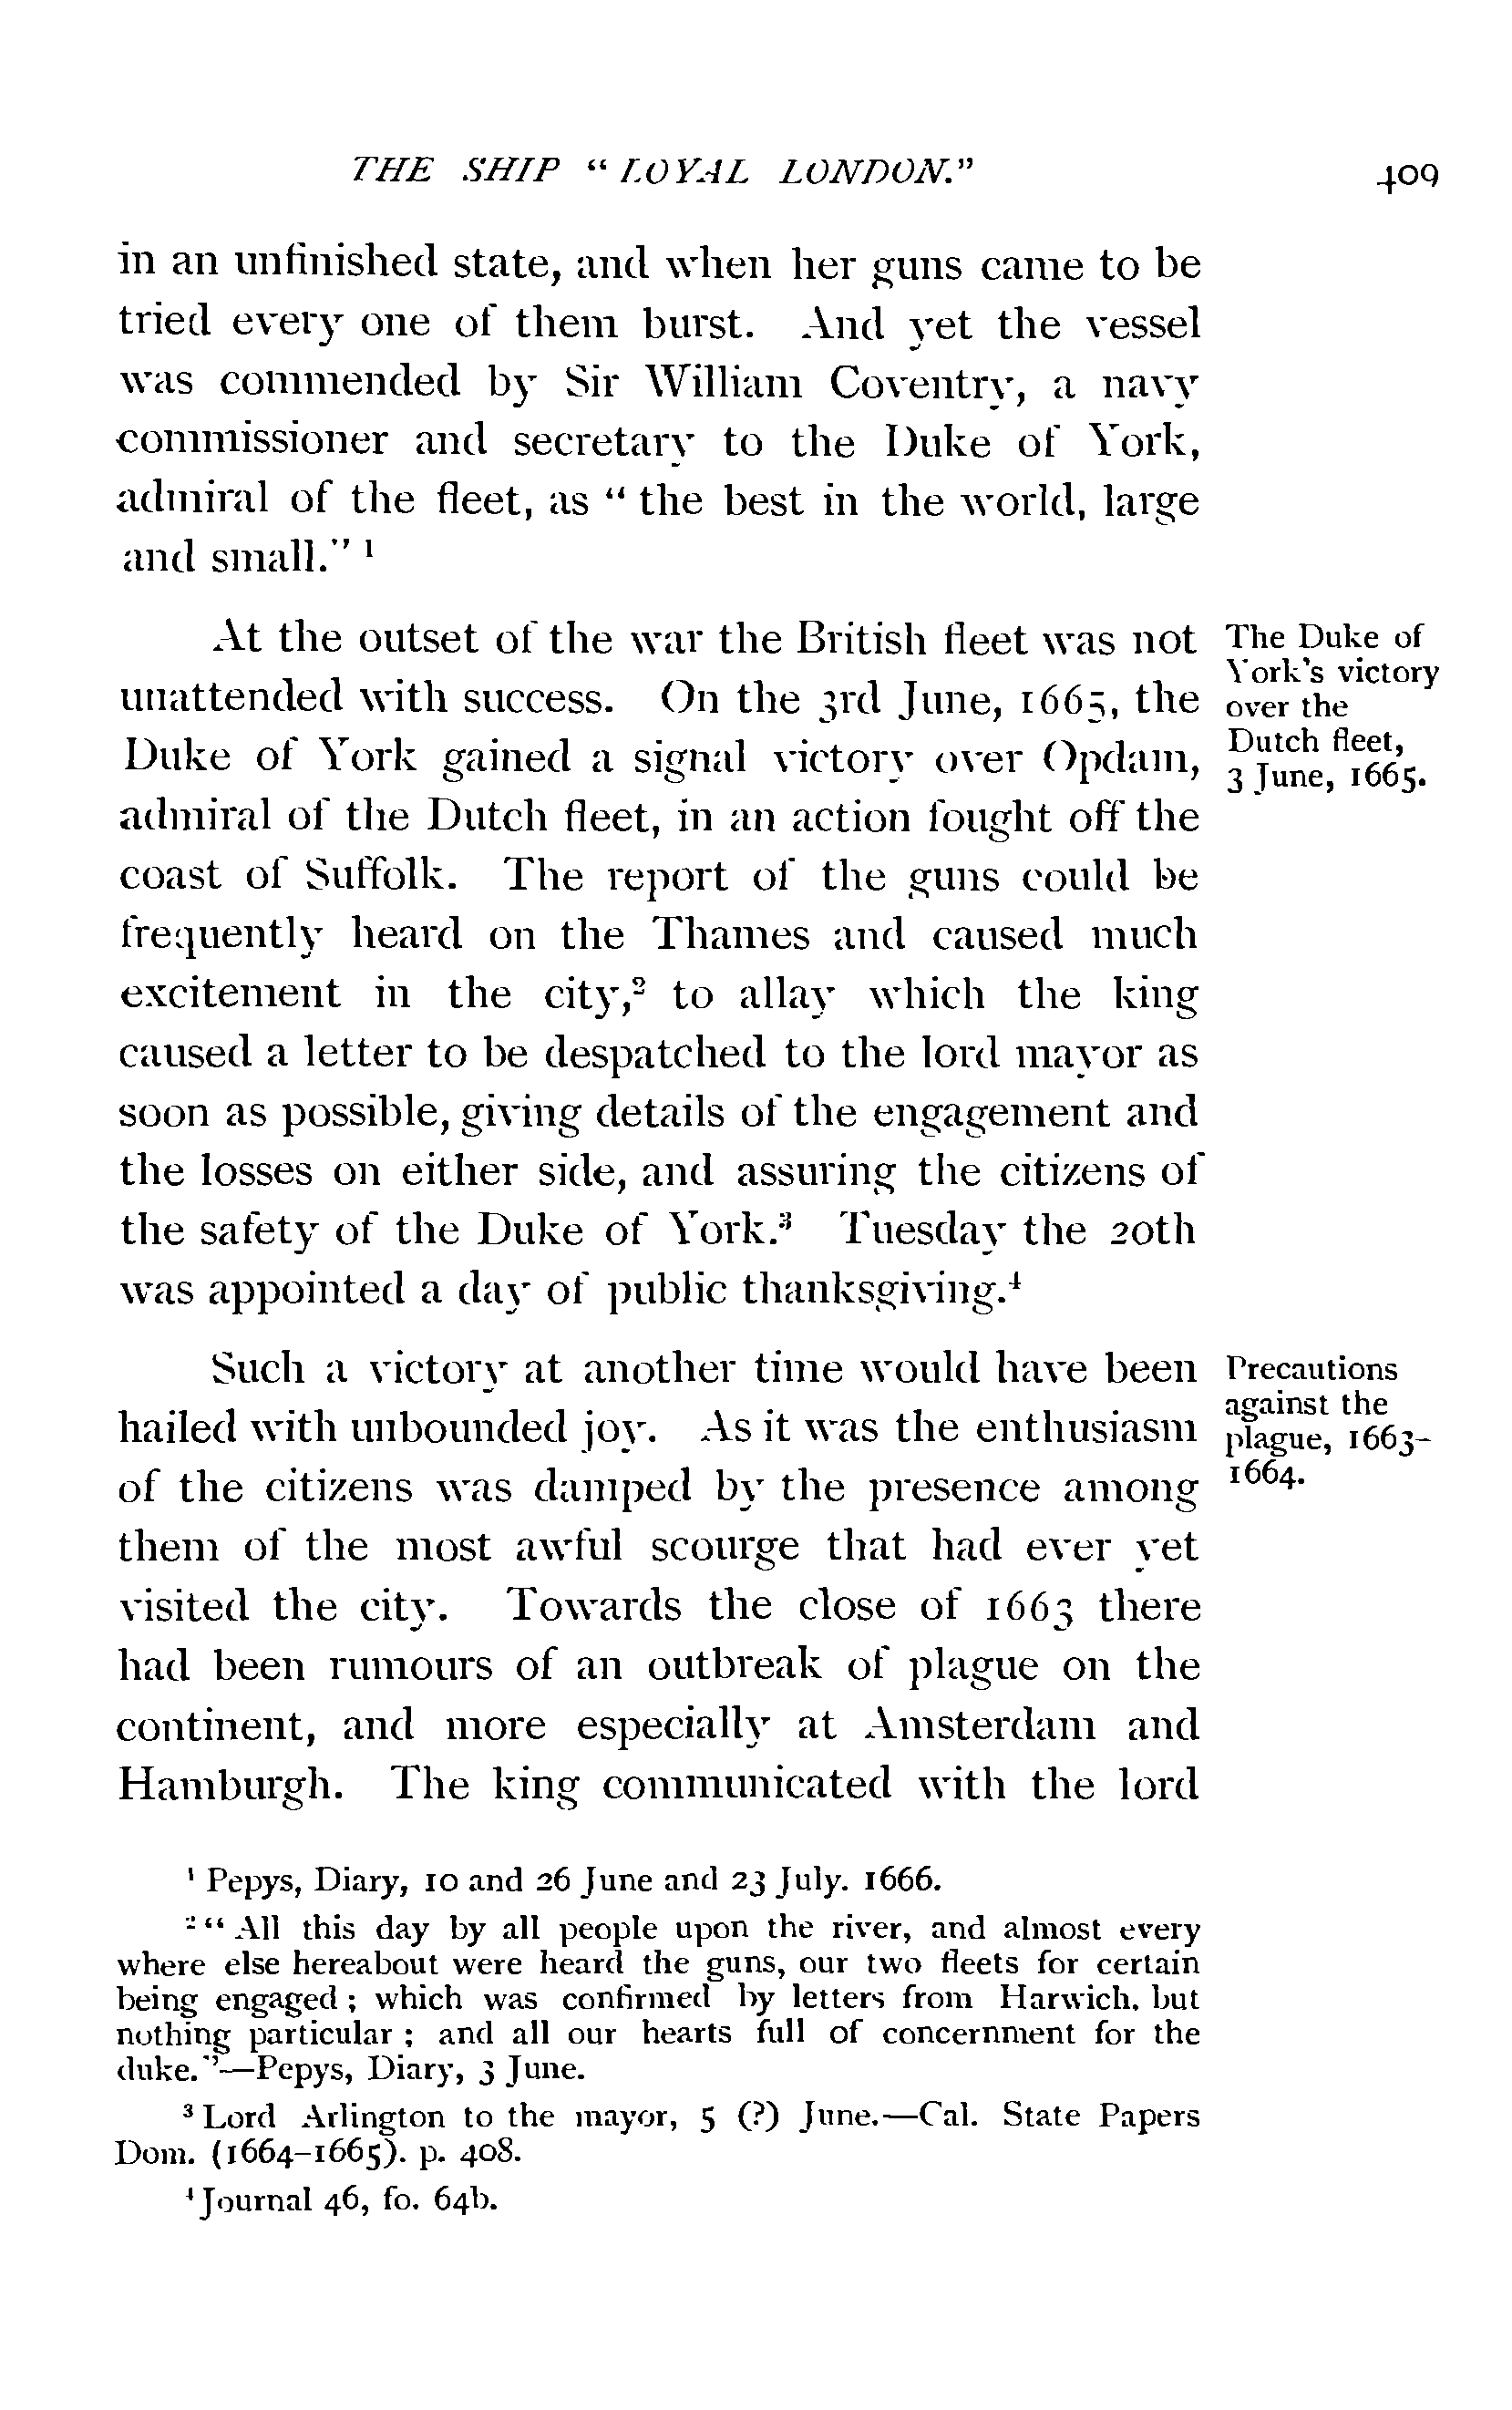 THE SHIP “LOYAL LONDON.” 409
in an unfinished state, and when her guns came to be
tried every one of them burst. And yet the vessel
was commended by Sir William Coventry, a navy
commissioner and secretary to the Duke of York,
admiral of the fleet, as “the best in the world, large
and small.” ¹
At the outset of the war the British fleet was not
unattended with success. On the 3rd June, 1665, the
Duke of York gained a signal victory over Opdam,
admiral of the Dutch fleet, in an action fought off the
coast of Suffolk. The report of the guns could be
frequently heard on the Thames and caused much
excitement in the city,² to allay which the king
caused a letter to be despatched to the lord mayor as
soon as possible, giving details of the engagement and
the losses on either side, and assuring the citizens of
the safety of the Duke of York.³ Tuesday the 20th
was appointed a day of public thanksgiving.⁴
The Duke of
York's victory
over the
Dutch fleet,
3 June, 1665.
Such a victory at another time would have been
hailed with unbounded joy. As it was the enthusiasm
of the citizens was damped by the presence among
them of the most awful scourge that had ever yet
visited the city. Towards the close of 1663 there
had been rumours of an outbreak of plague on the
continent, and more especially at Amsterdam and
Hamburgh. The king communicated with the lord
Precautions
against the
plague, 1663-
1664.
¹ Pepys, Diary, 10 and 26 June and 23 July. 1666.
² “All this day by all people upon the river, and almost every
where else hereabout were heard the guns, our two fleets for certain
being engaged; which was confirmed by letters from Harwich, but
nothing particular; and all our hearts full of concernment for the
duke.”—Pepys, Diary, 3 June.
³ Lord Arlington to the mayor, 5 (?) June.—Cal. State Papers
Dom. (1664-1665). p. 408.
⁴ Journal 46, fo. 64b.